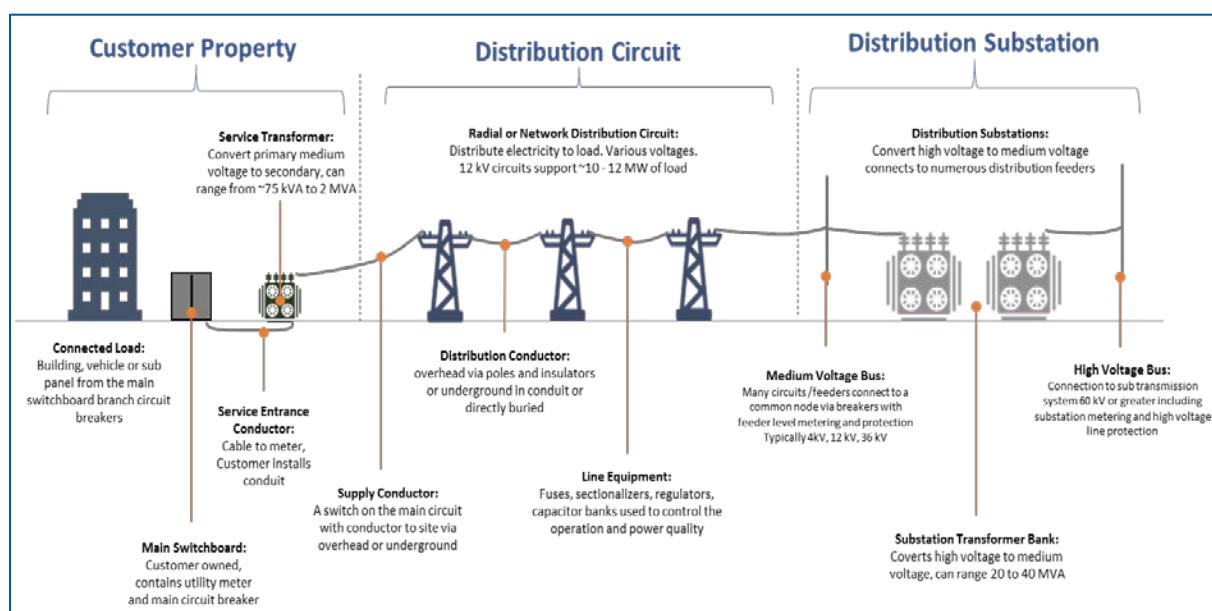 Customer Property
Distribution Circuit
Distribution Substation
Service Transformer:
Convert primary medium
voltage to secondary, can
range from ~75 kVA to 2 MVA
Radial or Network Distribution Circuit:
Distribute electricity to load. Various voltages.
12 kV circuits support ~10 - 12 MW of load
Distribution Substations:
Convert high voltage to medium voltage
connects to numerous distribution feeders
Connected Load:
Building, vehicle or sub
panel from the main
switchboard branch circuit
breakers
Service Entrance
Conductor:
Cable to meter,
Customer installs
conduit
Main Switchboard:
Customer owned,
contains utility meter
and main circuit breaker
Supply Conductor:
A switch on the main circuit
with conductor to site via
overhead or underground
Distribution Conductor:
overhead via poles and insulators
or underground in conduit or
directly buried
Line Equipment:
Fuses, sectionalizers, regulators,
capacitor banks used to control the
operation and power quality
Medium Voltage Bus:
Many circuits /feeders connect to a
common node via breakers with
feeder level metering and protection
Typically 4kV, 12 kV, 36 kV
Substation Transformer Bank:
Coverts high voltage to medium
voltage, can range 20 to 40 MVA
High Voltage Bus:
Connection to sub transmission
system 60 kV or greater including
substation metering and high voltage
line protection